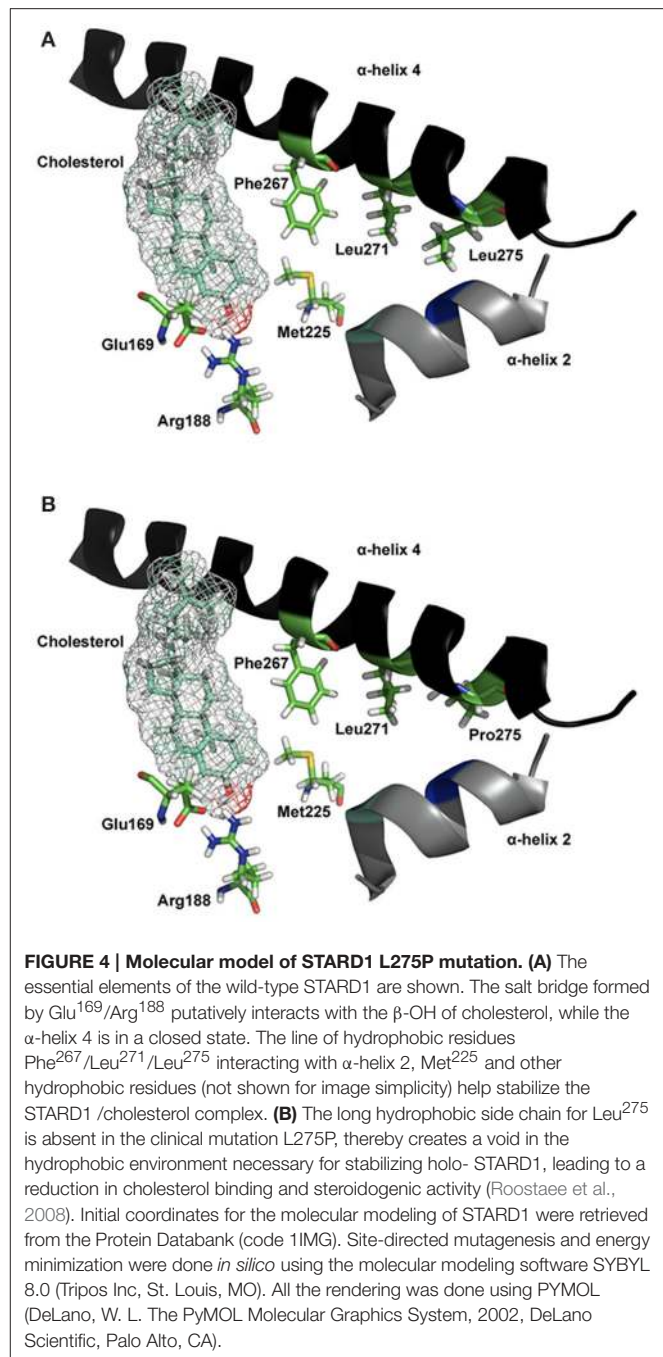 A
α-helix 4
Cholesterol
Phe267
Leu271
Leu275
Glu169
Met225
α-helix 2
Arg188
B
α-helix 4
Cholesterol
Phe267
Leu271
Pro275
Glu169
Met225
α-helix 2
Arg188
FIGURE 4 | Molecular model of STARD1 L275P mutation. (A) The
essential elements of the wild-type STARD1 are shown. The salt bridge formed
by Glu169/Arg188 putatively interacts with the β-OH of cholesterol, while the
α-helix 4 is in a closed state. The line of hydrophobic residues
Phe267/Leu271/Leu275 interacting with α-helix 2, Met225 and other
hydrophobic residues (not shown for image simplicity) help stabilize the
STARD1 /cholesterol complex. (B) The long hydrophobic side chain for Leu275
is absent in the clinical mutation L275P, thereby creates a void in the
hydrophobic environment necessary for stabilizing holo- STARD1, leading to a
reduction in cholesterol binding and steroidogenic activity (Roostaee et al.,
2008). Initial coordinates for the molecular modeling of STARD1 were retrieved
from the Protein Databank (code 1IMG). Site-directed mutagenesis and energy
minimization were done in silico using the molecular modeling software SYBYL
8.0 (Tripos Inc, St. Louis, MO). All the rendering was done using PYMOL
(DeLano, W. L. The PyMOL Molecular Graphics System, 2002, DeLano
Scientific, Palo Alto, CA).